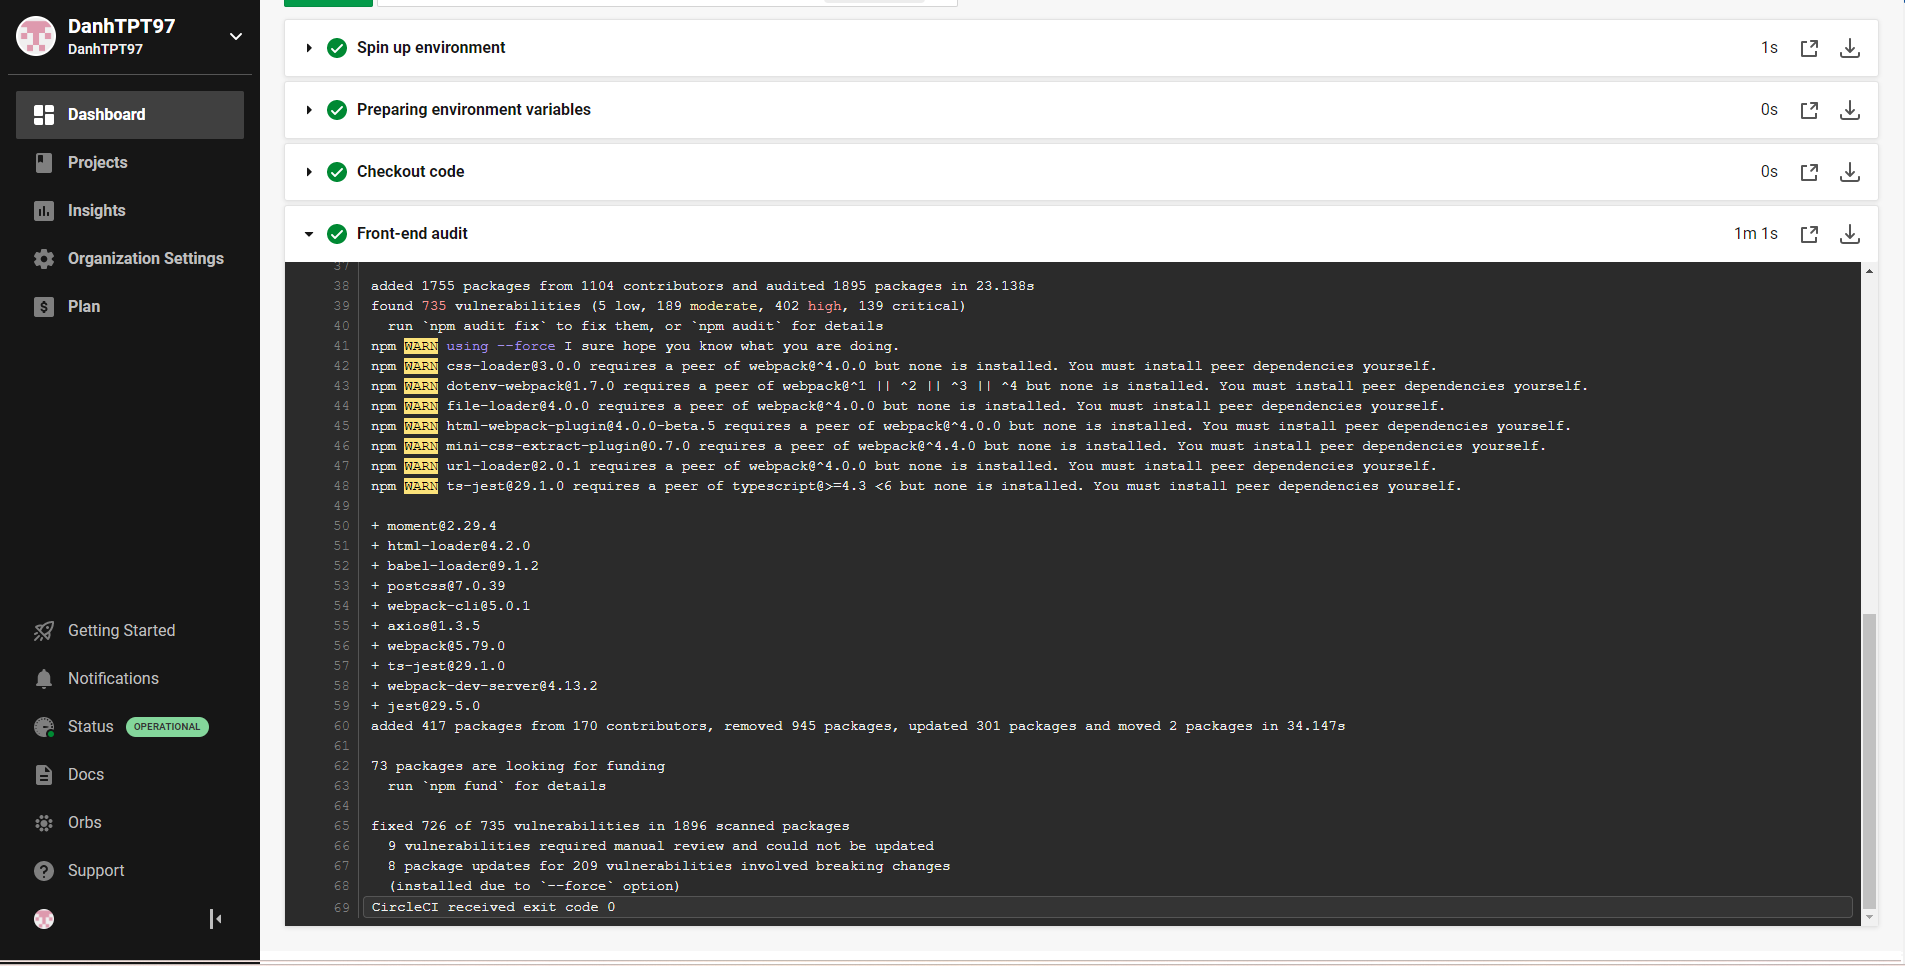 DanhTPT97
DanhTPT97
Dashboard
Projects
Insights
Organization Settings
Plan
Getting Started
Notifications
Status OPERATIONAL
Docs
Orbs
Support
Spin up environment 1s
Preparing environment variables 0s
Checkout code 0s
Front-end audit 1m 1s
37
38 added 1755 packages from 1104 contributors and audited 1895 packages in 23.138s
39 found 735 vulnerabilities (5 low, 189 moderate, 402 high, 139 critical)
40 run `npm audit fix` to fix them, or `npm audit` for details
41 npm WARN using --force I sure hope you know what you are doing.
42 npm WARN css-loader@3.0.0 requires a peer of webpack@^4.0.0 but none is installed. You must install peer dependencies yourself.
43 npm WARN dotenv-webpack@1.7.0 requires a peer of webpack@^1 || ^2 || ^3 || ^4 but none is installed. You must install peer dependencies yourself.
44 npm WARN file-loader@4.0.0 requires a peer of webpack@^4.0.0 but none is installed. You must install peer dependencies yourself.
45 npm WARN html-webpack-plugin@4.0.0-beta.5 requires a peer of webpack@^4.0.0 but none is installed. You must install peer dependencies yourself.
46 npm WARN mini-css-extract-plugin@0.7.0 requires a peer of webpack@^4.4.0 but none is installed. You must install peer dependencies yourself.
47 npm WARN url-loader@2.0.1 requires a peer of webpack@^4.0.0 but none is installed. You must install peer dependencies yourself.
48 npm WARN ts-jest@29.1.0 requires a peer of typescript@>=4.3 <6 but none is installed. You must install peer dependencies yourself.
49
50 + moment@2.29.4
51 + html-loader@4.2.0
52 + babel-loader@9.1.2
53 + postcss@7.0.39
54 + webpack-cli@5.0.1
55 + axios@1.3.5
56 + webpack@5.79.0
57 + ts-jest@29.1.0
58 + webpack-dev-server@4.13.2
59 + jest@29.5.0
60 added 417 packages from 170 contributors, removed 945 packages, updated 301 packages and moved 2 packages in 34.147s
61
62 73 packages are looking for funding
63 run `npm fund` for details
64
65 fixed 726 of 735 vulnerabilities in 1896 scanned packages
66 9 vulnerabilities required manual review and could not be updated
67 8 package updates for 209 vulnerabilities involved breaking changes
68 (installed due to `--force` option)
69 CircleCI received exit code 0